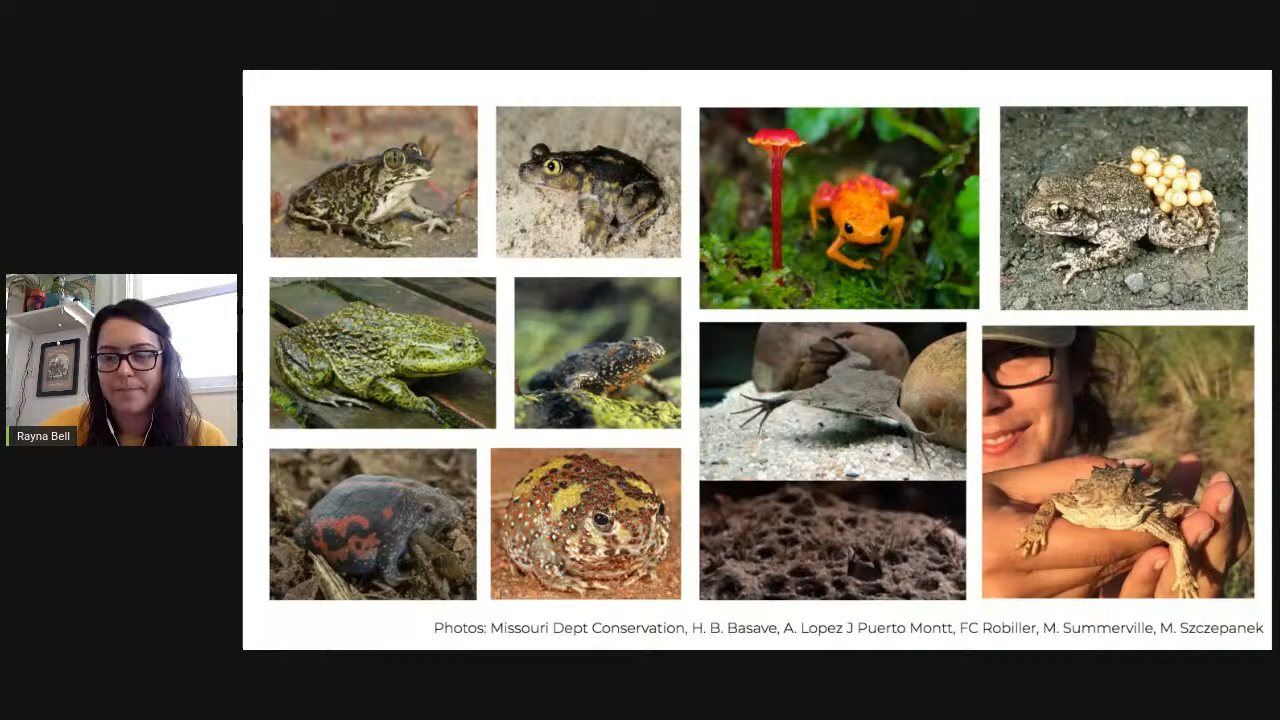 Rayna Bell
Photos: Missouri Dept Conservation, H. B. Basave, A. Lopez J Puerto Montt, FC Robiller, M. Summerville, M. Szczepanek